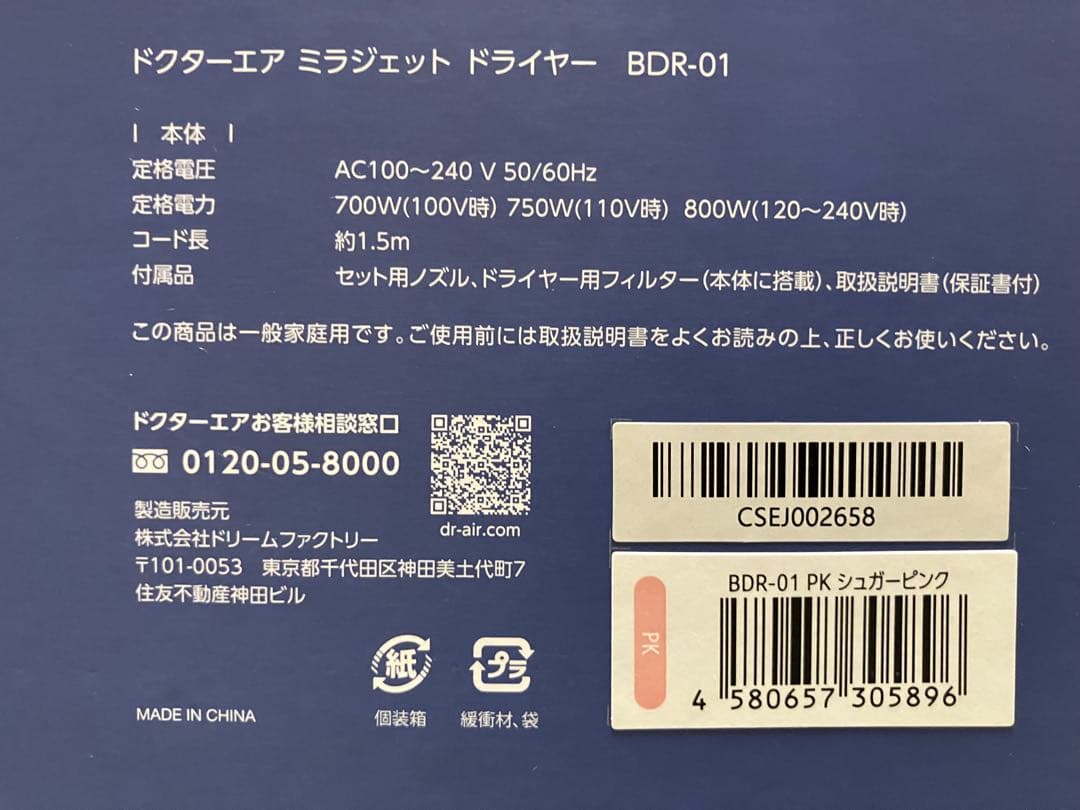 ドクターエア ミラジェット ドライヤー BDR-01
| 本体 |
定格電圧 AC100～240 V 50/60Hz
定格電力 700W(100V時) 750W(110V時) 800W(120～240V時)
コード長 約1.5m
付属品 セット用ノズル、ドライヤー用フィルター(本体に搭載)、取扱説明書(保証書付)
この商品は一般家庭用です。ご使用前には取扱説明書をよくお読みの上、正しくお使いください。
ドクターエアお客様相談窓口
0120-05-8000
dr-air.com
製造販売元
株式会社ドリームファクトリー
〒101-0053 東京都千代田区神田美土代町7
住友不動産神田ビル
紙
プラ
個装箱
緩衝材、袋
MADE IN CHINA
CSEJ002658
BDR-01 PK シュガーピンク
PK
4 580657 305896